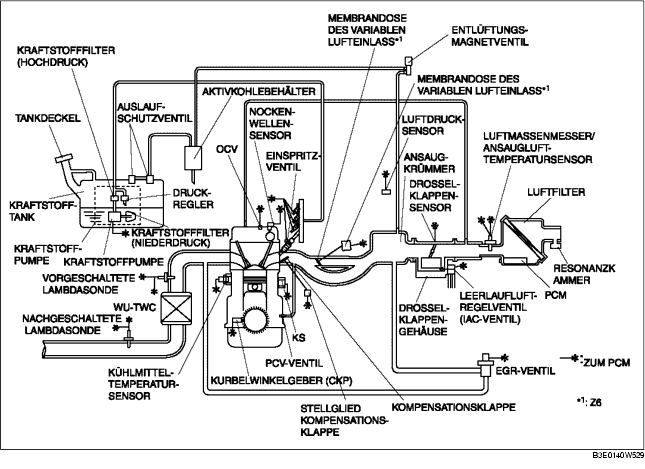 MEMBRANDOSE
DES VARIABLEN
LUFTEINLASS*1
ENTLÜFTUNGS-
MAGNETVENTIL
KRAFTSTOFFFILTER
(HOCHDRUCK)
MEMBRANDOSE DES
VARIABLEN LUFTEINLASS*1
AKTIVKOHLEBEHÄLTER
AUSLAUF-
SCHUTZVENTIL
NOCKEN-
WELLEN-
SENSOR
TANKDECKEL
LUFTDRUCK-
SENSOR
LUFTMASSENMESSER/
ANSAUGLUFT-
TEMPERATURSENSOR
OCV
EINSPRITZ-
VENTIL
ANSAUG-
KRÜMMER
DROSSEL-
KLAPPEN-
SENSOR
LUFTFILTER
DRUCK-
REGLER
KRAFTSTOFF-
TANK
KRAFTSTOFFFILTER
(NIEDERDRUCK)
KRAFTSTOFF-
PUMPE
KRAFTSTOFFPUMPE
VORGESCHALTETE
LAMBDASONDE
RESONANZK
AMMER
PCM
LEERLAUFLUFT-
REGELVENTIL
(IAC-VENTIL)
WU-TWC
DROSSEL-
KLAPPEN-
GEHÄUSE
NACHGESCHALTETE
LAMBDASONDE
KS
PCV-VENTIL
KÜHLMITTEL-
TEMPERATUR-
SENSOR
KURBELWINKELGEBER (CKP)
EGR-VENTIL
*ZUM PCM
KOMPENSATIONSKLAPPE
STELLGLIED
KOMPENSATIONS-
KLAPPE
*1: Z6
B3E0140W529